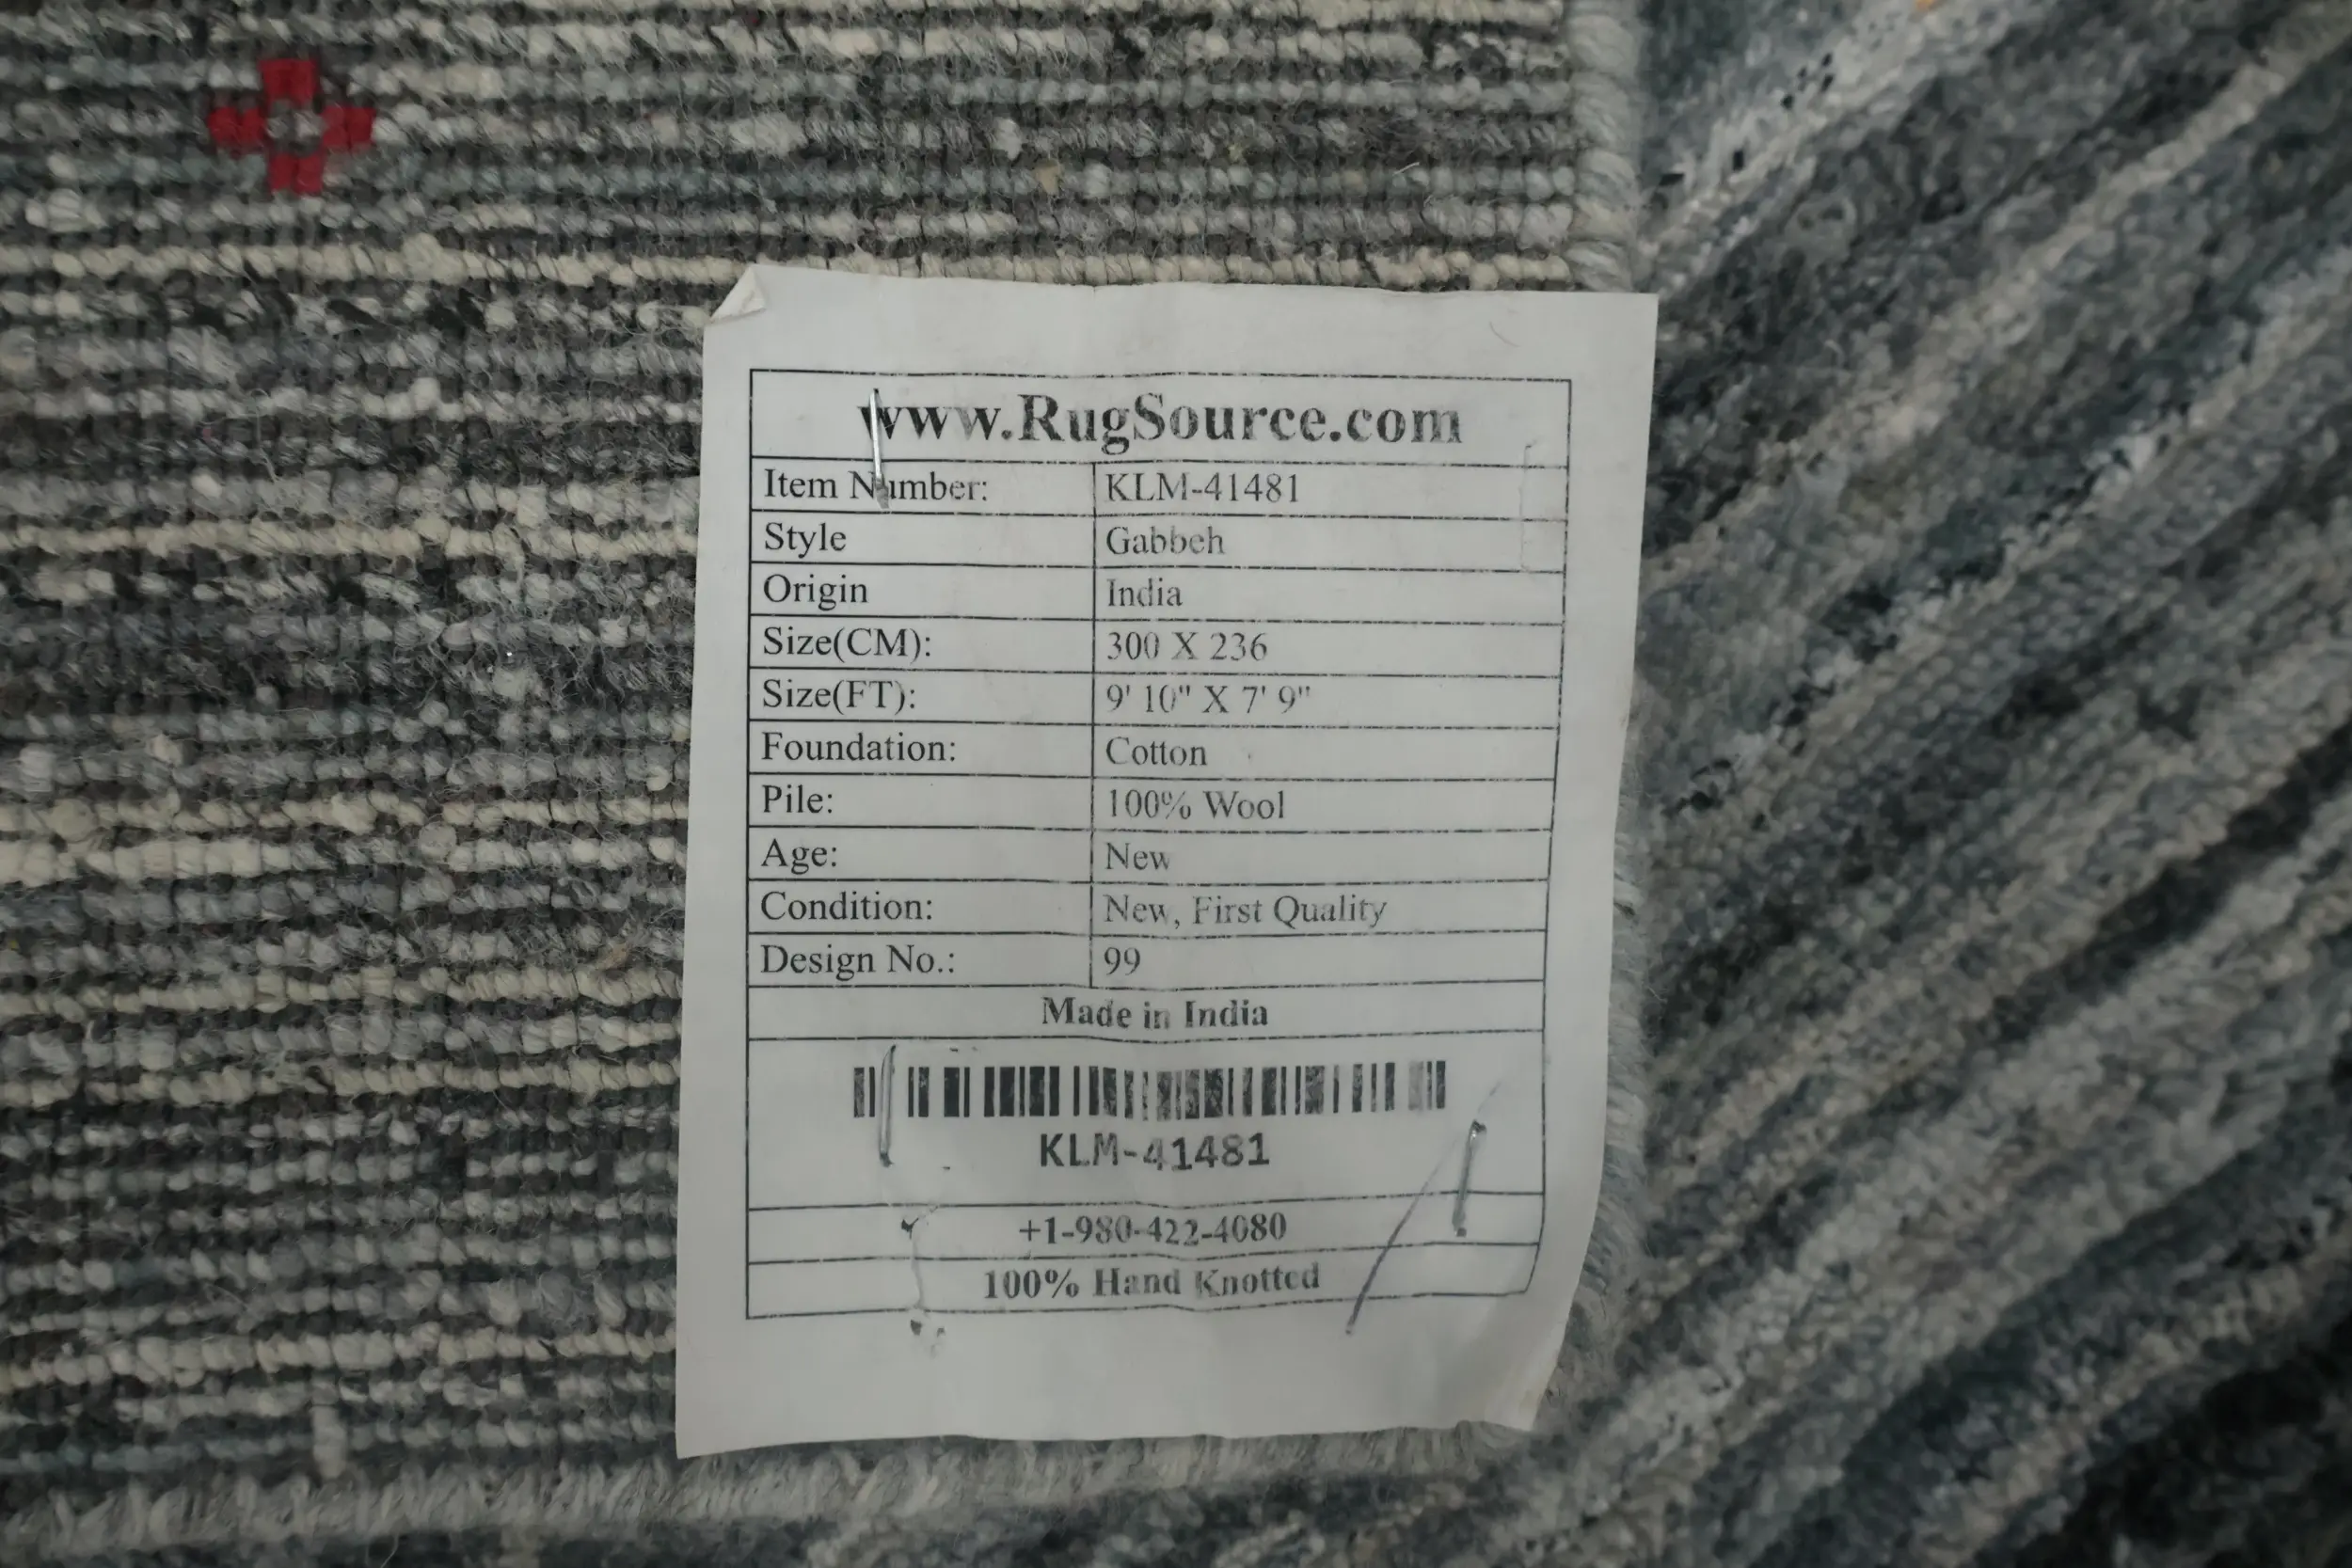 www.RugSource.com
Item Number: KLM-41481
Style Gabbeh
Origin India
Size(CM): 300 X 236
Size(FT): 9' 10" X 7' 9"
Foundation: Cotton
Pile: 100% Wool
Age: New
Condition: New, First Quality
Design No.: 99
Made in India
KLM-41481
+1-980-422-4080
100% Hand Knotted